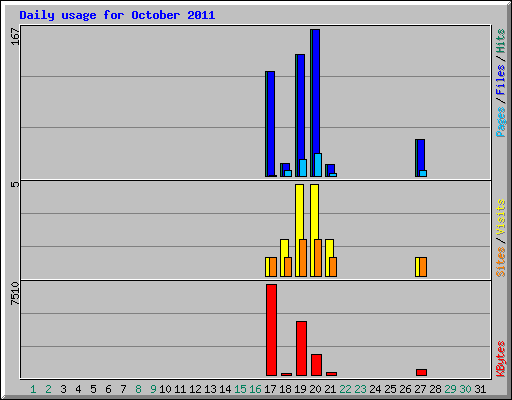 Daily usage for October 2011
167
5
7510
Pages/Files/Hits
Sites/Visits
KBytes
1 2 3 4 5 6 7 8 9 10 11 12 13 14 15 16 17 18 19 20 21 22 23 24 25 26 27 28 29 30 31